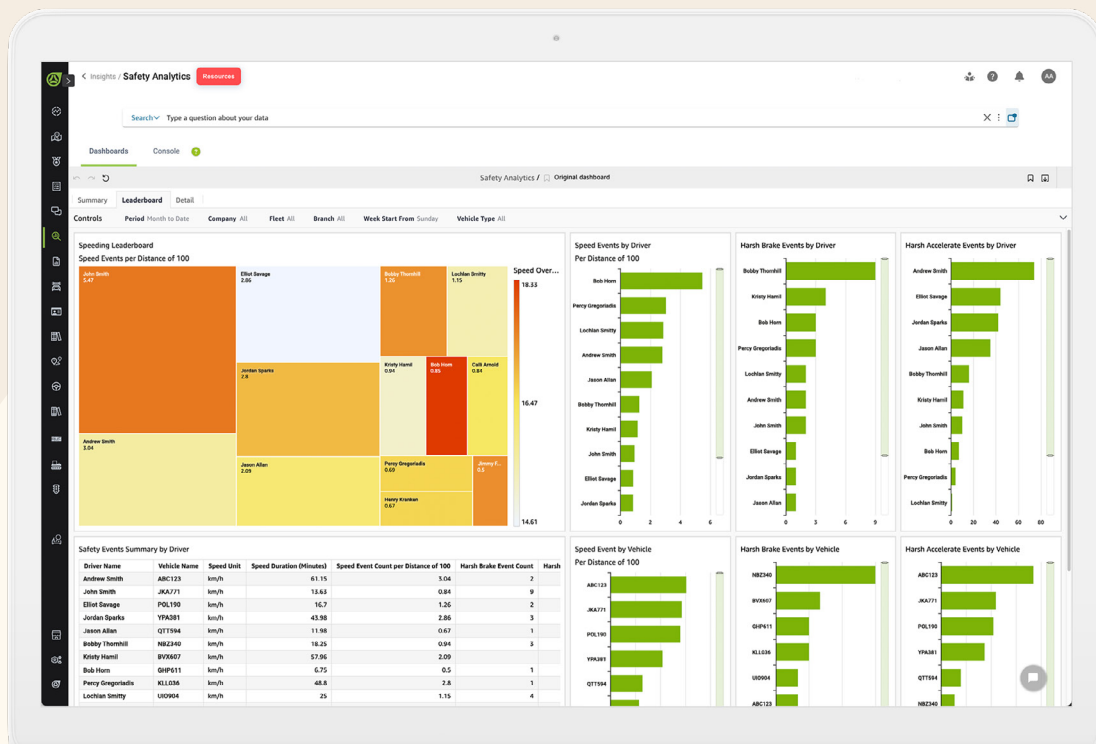 Insights / Safety Analytics Resources
AA
Search Type a question about your data
Dashboards Console
Safety Analytics / Original dashboard
Summary Leaderboard Detail
Controls Period Month to Date Company All Fleet All Branch All Week Start From Sunday Vehicle Type All
Speeding Leaderboard
Speed Events per Distance of 100
John Smith
5.47
Elliot Savage
2.86
Bobby Thornhill
1.26
Lochlan Smitty
1.15
Jordan Sparks
2.8
Kristy Hamil
0.94
Bob Horn
0.85
Calli Arnold
0.84
Andrew Smith
3.04
Jason Allan
2.09
Percy Gregoriadis
0.69
Jimmy F...
0.5
Henry Kranken
0.67
Speed Over...
18.33
16.47
14.61
Speed Events by Driver
Per Distance of 100
Bob Horn
Percy Gregoriadis
Lochlan Smitty
Andrew Smith
Jason Allan
Bobby Thornhill
Kristy Hamil
John Smith
Elliot Savage
Jordan Sparks
0 2 4 6
Harsh Brake Events by Driver
Bobby Thornhill
Kristy Hamil
Bob Horn
Percy Gregoriadis
Lochlan Smitty
Andrew Smith
John Smith
Elliot Savage
Jordan Sparks
Jason Allan
0 3 6 9
Harsh Accelerate Events by Driver
Andrew Smith
Elliot Savage
Jordan Sparks
Jason Allan
Bobby Thornhill
Kristy Hamil
John Smith
Bob Horn
Percy Gregoriadis
Lochlan Smitty
0 20 40 60 80
Safety Events Summary by Driver
Driver Name Vehicle Name Speed Unit Speed Duration (Minutes) Speed Event Count per Distance of 100 Harsh Brake Event Count Harsh
Andrew Smith ABC123 km/h 61.15 3.04 2
John Smith JKA771 km/h 13.63 0.84 9
Elliot Savage POL190 km/h 16.7 1.26 2
Jordan Sparks YPA381 km/h 43.98 2.86 3
Jason Allan QTT594 km/h 11.98 0.67 1
Bobby Thornhill NBZ340 km/h 18.25 0.94 3
Kristy Hamil BVX607 km/h 57.96 2.09
Bob Horn GHP611 km/h 6.75 0.5 1
Percy Gregoriadis KLL036 km/h 48.8 2.8 1
Lochlan Smitty UIO904 km/h 25 1.15 4
Speed Event by Vehicle
Per Distance of 100
ABC123
JKA771
POL190
YPA381
QTT594
Harsh Brake Events by Vehicle
NBZ340
BVX607
GHP611
KLL036
UIO904
ABC123
Harsh Accelerate Events by Vehicle
ABC123
JKA771
POL190
YPA381
QTT594
NBZ340